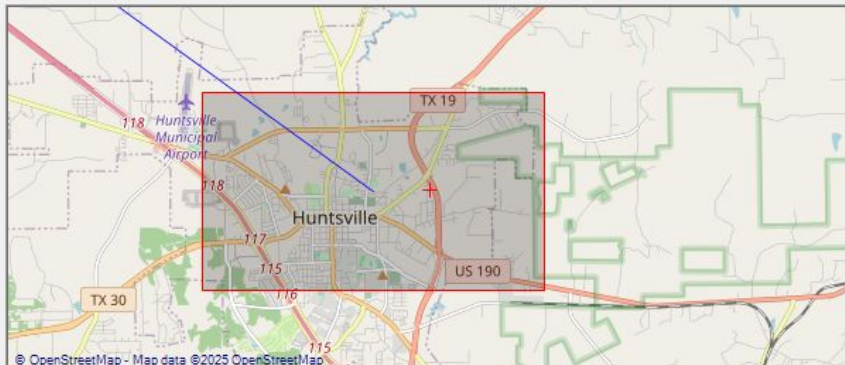 TX 19
118
Huntsville
Municipal
Airport
118
Huntsville
117
115
US 190
TX 30
116
115
© OpenStreetMap - Map data ©2025 OpenStreetMap